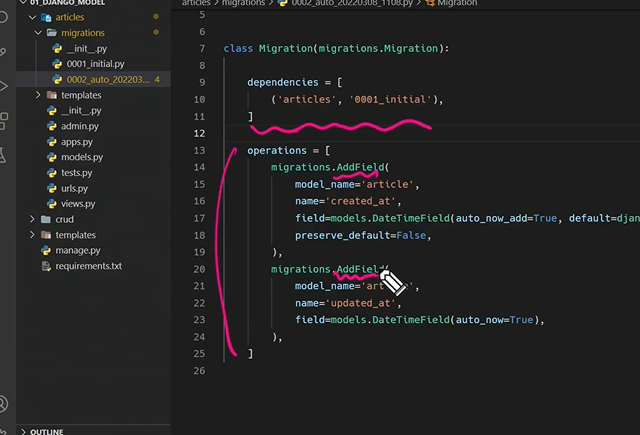 01_DJANGO_MODEL
articles
migrations
__init__.py
0001_initial.py
0002_auto_202203... 4
templates
__init__.py
admin.py
apps.py
models.py
tests.py
urls.py
views.py
crud
templates
manage.py
requirements.txt
OUTLINE
articles > migrations > 0002_auto_20220308_1108.py > Migration
5
6
7 class Migration(migrations.Migration):
8
9 dependencies = [
10 ('articles', '0001_initial'),
11 ]
12
13 operations = [
14 migrations.AddField(
15 model_name='article',
16 name='created_at',
17 field=models.DateTimeField(auto_now_add=True, default=djan
18 preserve_default=False,
19 ),
20 migrations.AddField(
21 model_name=
22 name='updated_at',
23 field=models.DateTimeField(auto_now=True),
24 ),
25 ]
26